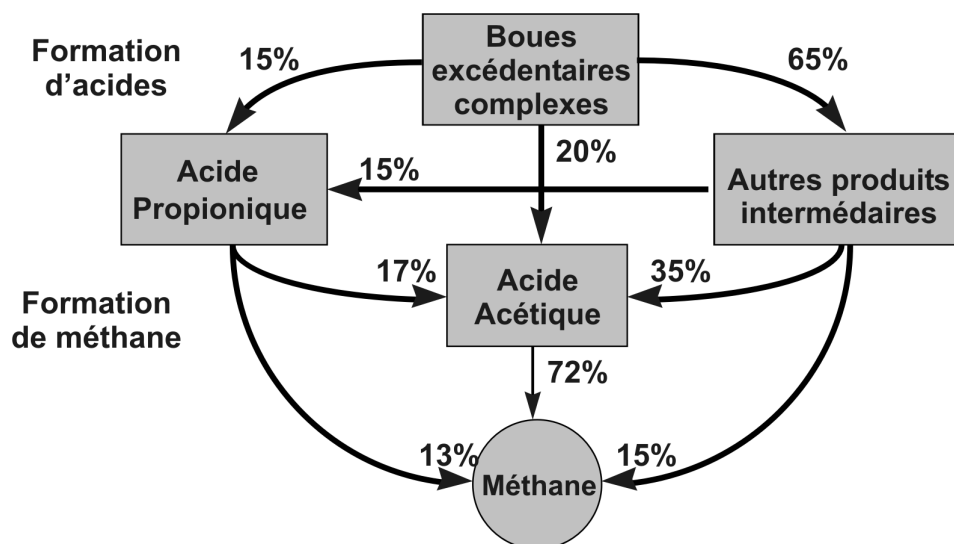 Formation
d'acides
15%
Boues
excédentaires
complexes
65%
20%
Acide
Propionique
15%
Autres produits
intermédaires
Formation
de méthane
17%
Acide
Acétique
35%
72%
13%
Méthane
15%